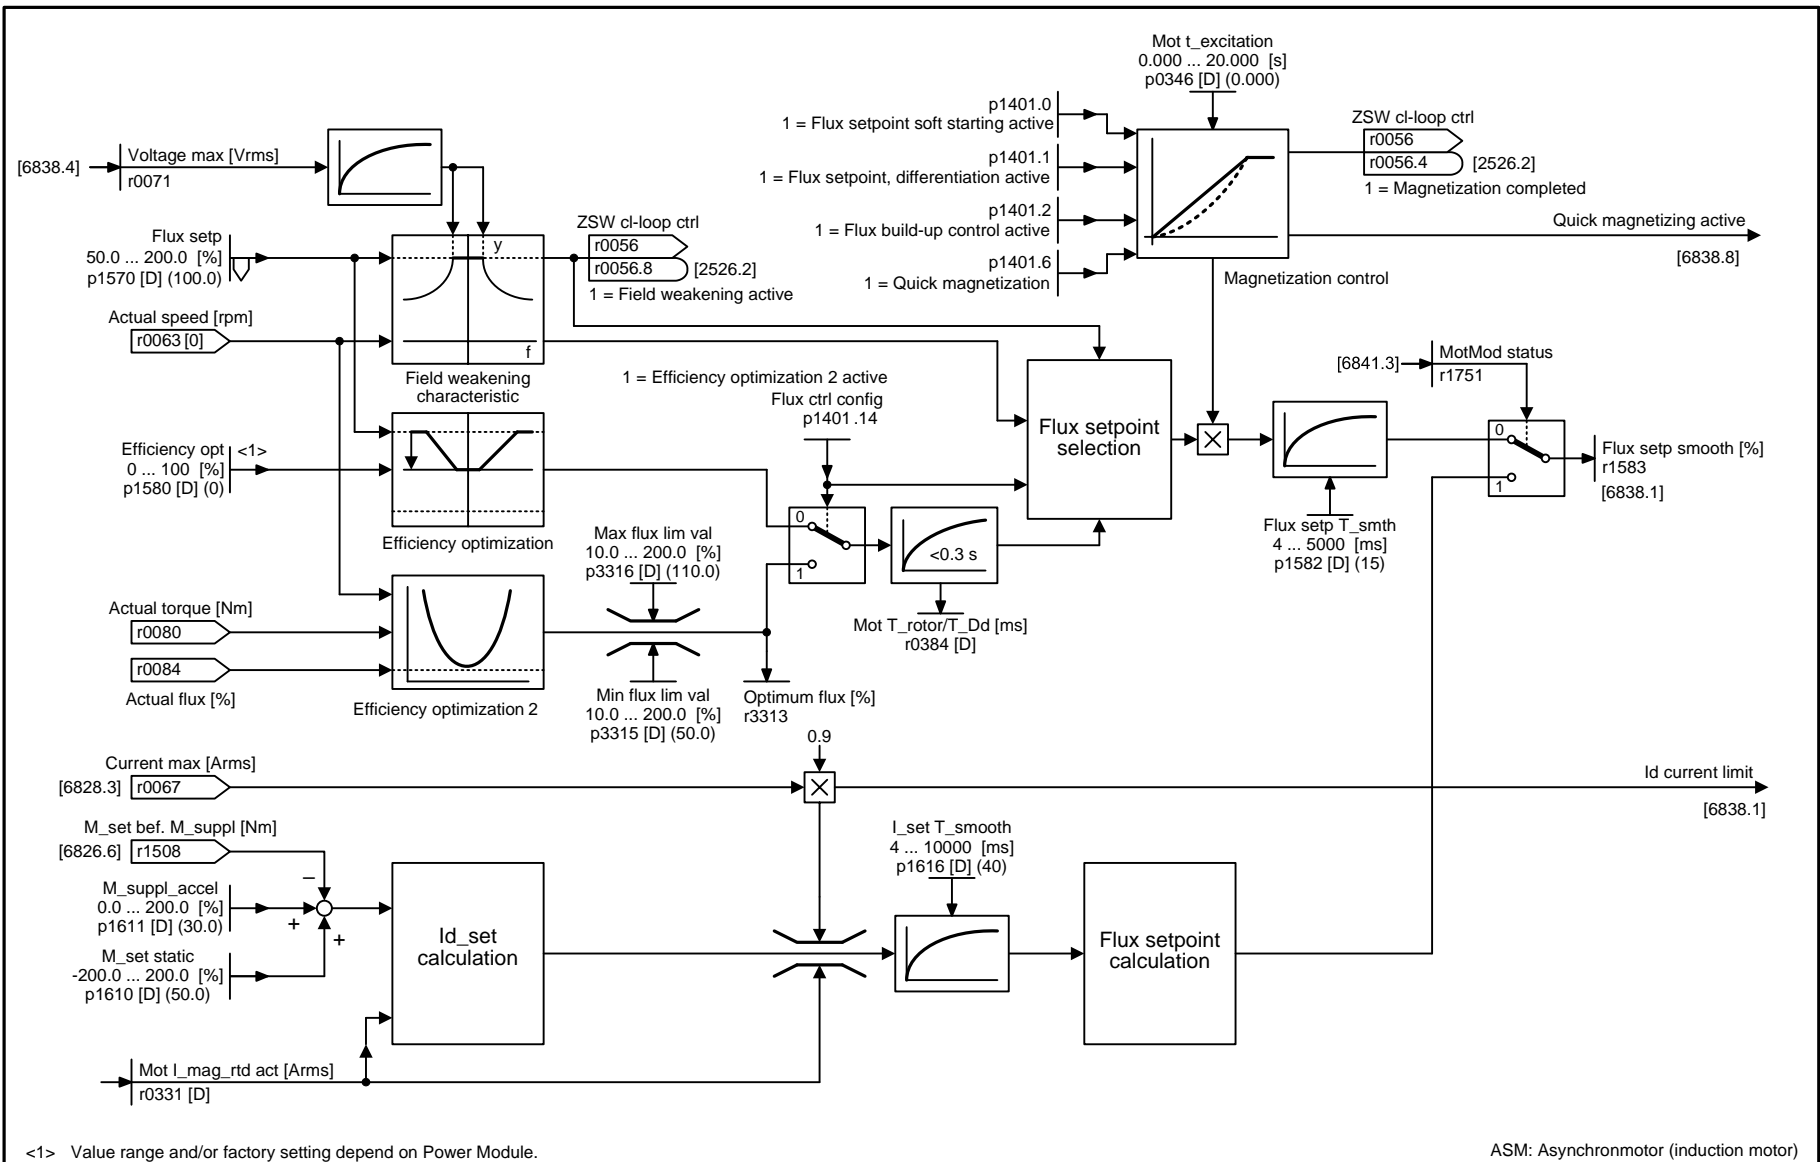 Mot t_excitation
0.000 ... 20.000 [s]
p0346 [D] (0.000)
p1401.0
1 = Flux setpoint soft starting active
p1401.1
1 = Flux setpoint, differentiation active
p1401.2
1 = Flux build-up control active
p1401.6
1 = Quick magnetization
Magnetization control
ZSW cl-loop ctrl
r0056
r0056.4
[2526.2]
1 = Magnetization completed
Quick magnetizing active
[6838.8]
[6838.4]
Voltage max [Vrms]
r0071
Flux setp
50.0 ... 200.0 [%]
p1570 [D] (100.0)
y
f
Field weakening
characteristic
ZSW cl-loop ctrl
r0056
r0056.8
[2526.2]
1 = Field weakening active
Actual speed [rpm]
r0063 [0]
1 = Efficiency optimization 2 active
Flux ctrl config
p1401.14
Flux setpoint
selection
[6841.3]
MotMod status
r1751
0
1
Flux setp smooth [%]
r1583
[6838.1]
Flux setp T_smth
4 ... 5000 [ms]
p1582 [D] (15)
Efficiency opt
<1>
0 ... 100 [%]
p1580 [D] (0)
Efficiency optimization
0
1
<0.3 s
Mot T_rotor/T_Dd [ms]
r0384 [D]
Max flux lim val
10.0 ... 200.0 [%]
p3316 [D] (110.0)
Actual torque [Nm]
r0080
r0084
Actual flux [%]
Efficiency optimization 2
Min flux lim val
10.0 ... 200.0 [%]
p3315 [D] (50.0)
Optimum flux [%]
r3313
0.9
Current max [Arms]
[6828.3]
r0067
Id current limit
[6838.1]
M_set bef. M_suppl [Nm]
[6826.6]
r1508
–
M_suppl_accel
0.0 ... 200.0 [%]
p1611 [D] (30.0)
+
+
M_set static
-200.0 ... 200.0 [%]
p1610 [D] (50.0)
Id_set
calculation
I_set T_smooth
4 ... 10000 [ms]
p1616 [D] (40)
Flux setpoint
calculation
Mot I_mag_rtd act [Arms]
r0331 [D]
<1> Value range and/or factory setting depend on Power Module.
ASM: Asynchronmotor (induction motor)